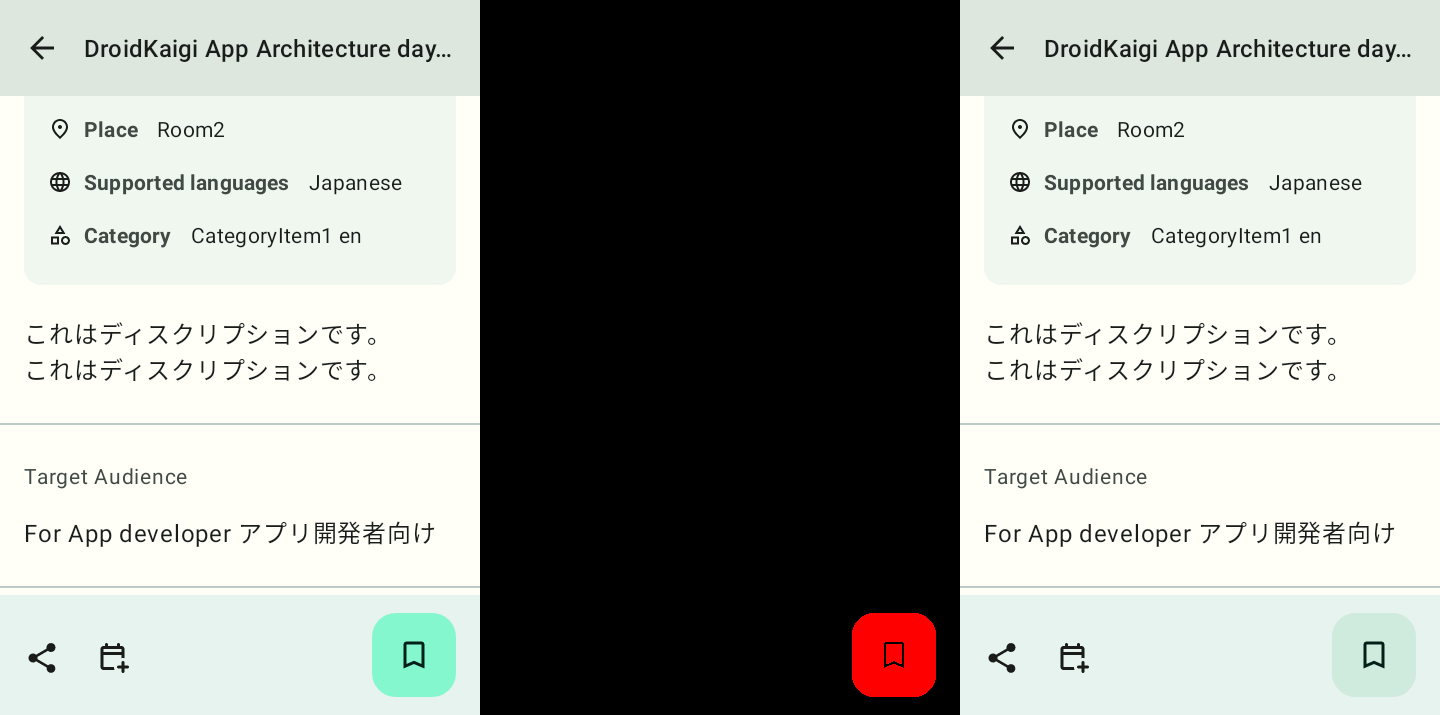 DroidKaigi App Architecture day…
Place Room2
Supported languages Japanese
Category CategoryItem1 en
これはディスクリプションです。
これはディスクリプションです。
Target Audience
For App developer アプリ開発者向け
DroidKaigi App Architecture day…
Place Room2
Supported languages Japanese
Category CategoryItem1 en
これはディスクリプションです。
これはディスクリプションです。
Target Audience
For App developer アプリ開発者向け